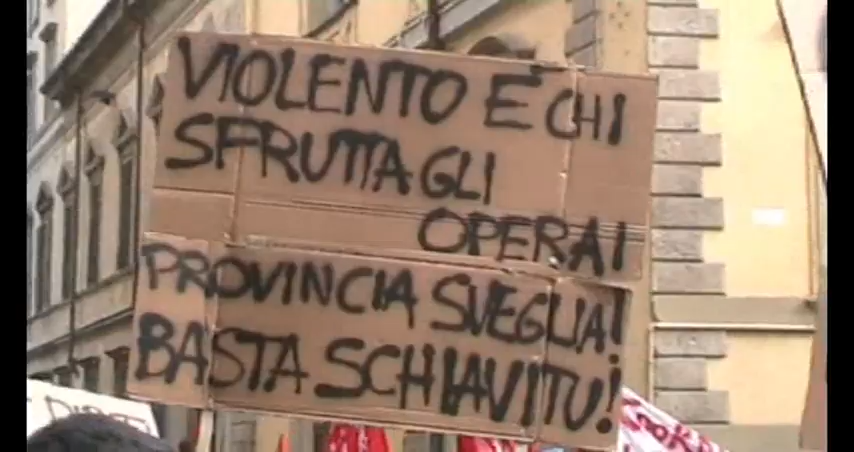 VIOLENTO È CHI
SFRUTTA GLI
OPERAI
PROVINCIA SVEGLIA!
BASTA SCHIAVITU!